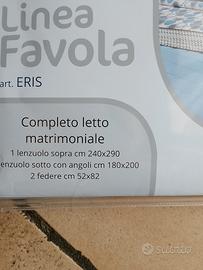 Linea
Favola
art. ERIS
Completo letto
matrimoniale
1 lenzuolo sopra cm 240x290
lenzuolo sotto con angoli cm 180x200
2 federe cm 52x82
subito